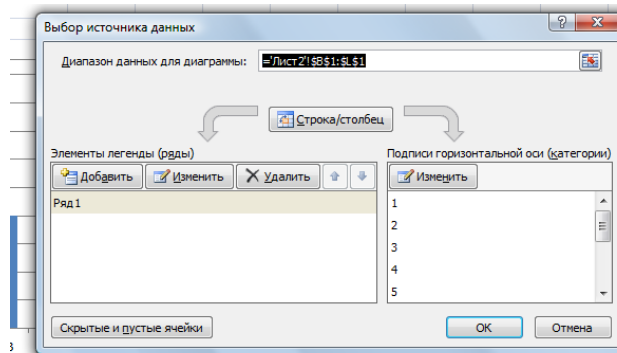 Выбор источника данных
Диапазон данных для диаграммы: ='Лист2'!$B$1:$L$1
Строка/столбец
Элементы легенды (ряды)
Подписи горизонтальной оси (категории)
Добавить Изменить Удалить
Изменить
Ряд1
1
2
3
4
5
Скрытые и пустые ячейки
ОК Отмена